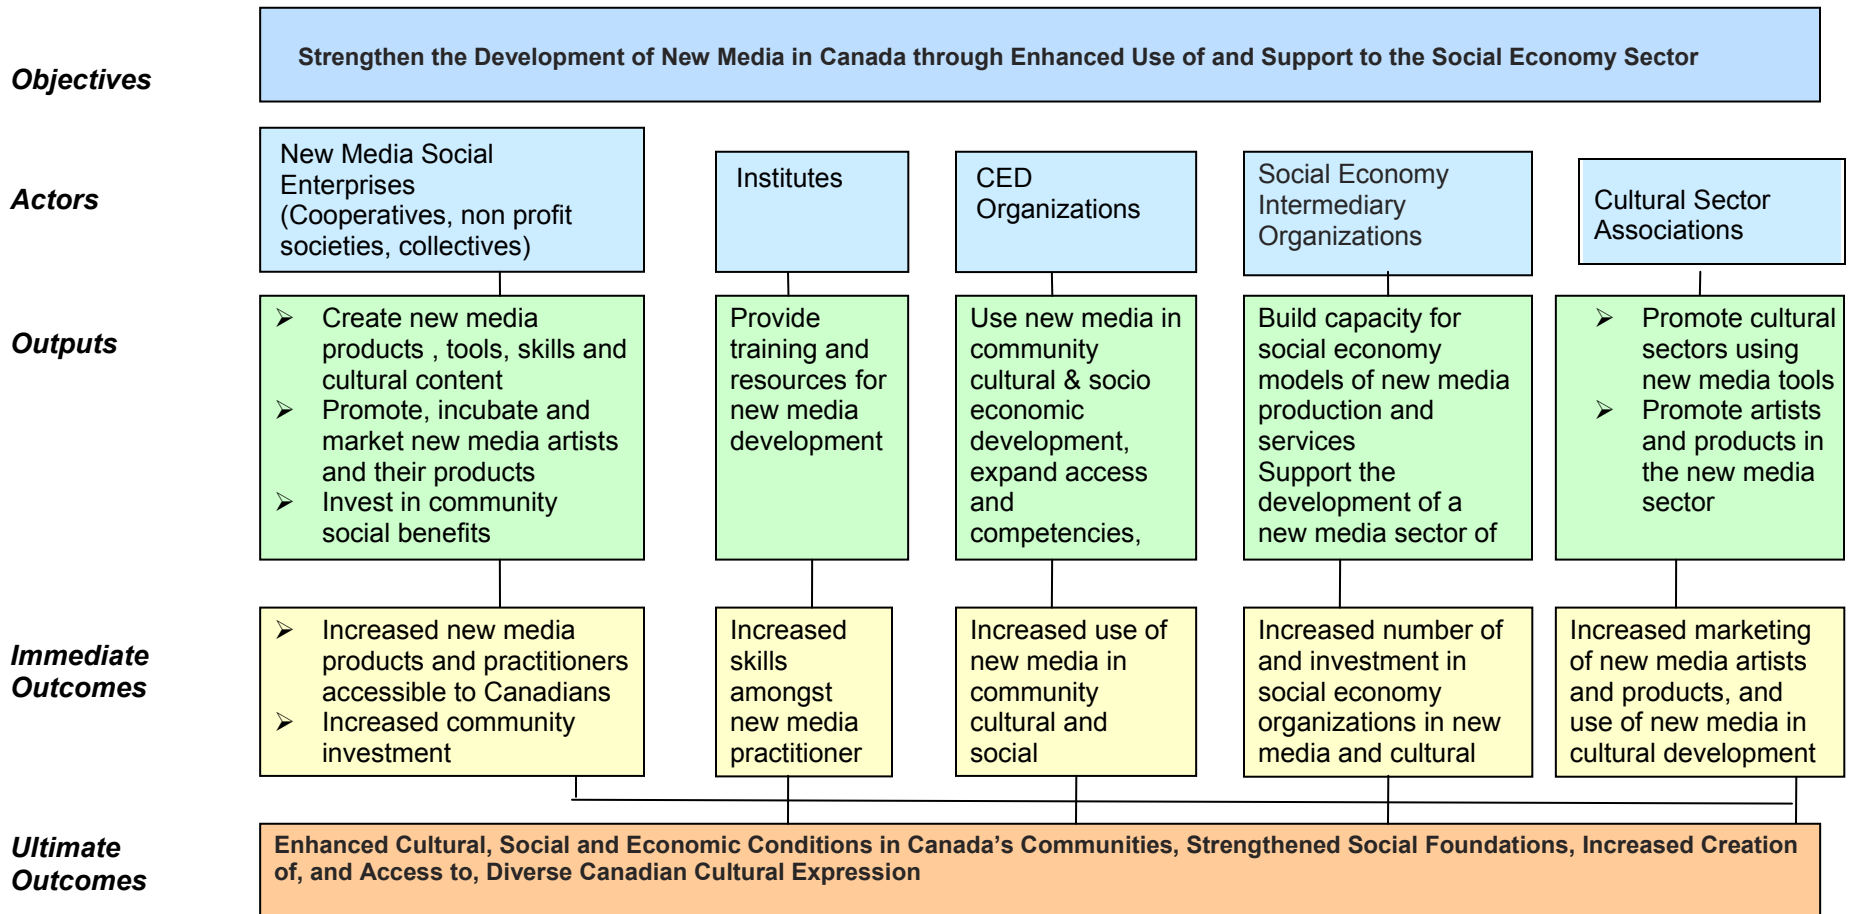 Objectives
Strengthen the Development of New Media in Canada through Enhanced Use of and Support to the Social Economy Sector
Actors
New Media Social
Enterprises
(Cooperatives, non profit
societies, collectives)
Institutes
CED
Organizations
Social Economy
Intermediary
Organizations
Cultural Sector
Associations
Outputs
➢ Create new media
products , tools, skills and
cultural content
➢ Promote, incubate and
market new media artists
and their products
➢ Invest in community
social benefits
Provide
training and
resources for
new media
development
Use new media in
community
cultural & socio
economic
development,
expand access
and
competencies,
Build capacity for
social economy
models of new media
production and
services
Support the
development of a
new media sector of
➢ Promote cultural
sectors using
new media tools
➢ Promote artists
and products in
the new media
sector
Immediate
Outcomes
➢ Increased new media
products and practitioners
accessible to Canadians
➢ Increased community
investment
Increased
skills
amongst
new media
practitioner
Increased use of
new media in
community
cultural and
social
Increased number of
and investment in
social economy
organizations in new
media and cultural
Increased marketing
of new media artists
and products, and
use of new media in
cultural development
Ultimate
Outcomes
Enhanced Cultural, Social and Economic Conditions in Canada's Communities, Strengthened Social Foundations, Increased Creation
of, and Access to, Diverse Canadian Cultural Expression